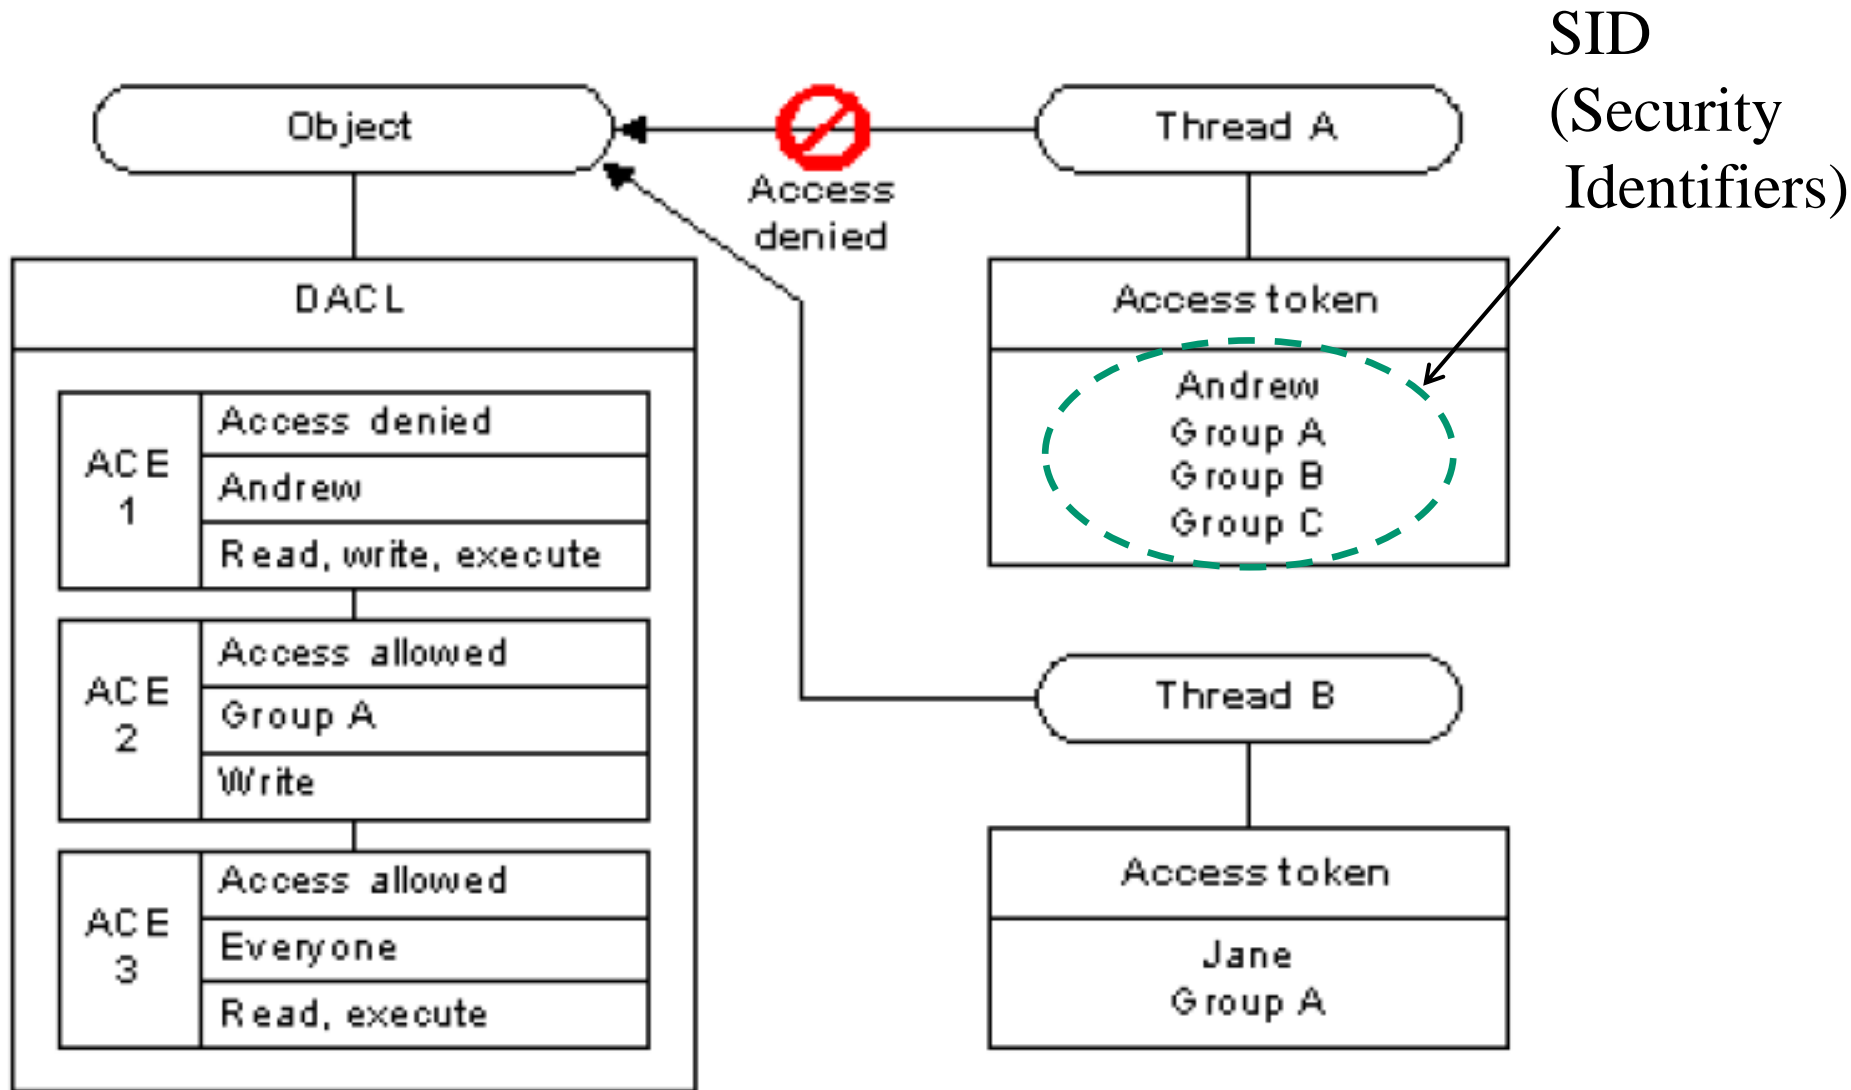 SID
(Security
Identifiers)
Object
Thread A
Access
denied
DACL
Access token
ACE
1
Access denied
Andrew
Read, write, execute
Andrew
Group A
Group B
Group C
ACE
2
Access allowed
Group A
Write
Thread B
ACE
3
Access allowed
Everyone
Read, execute
Access token
Jane
Group A